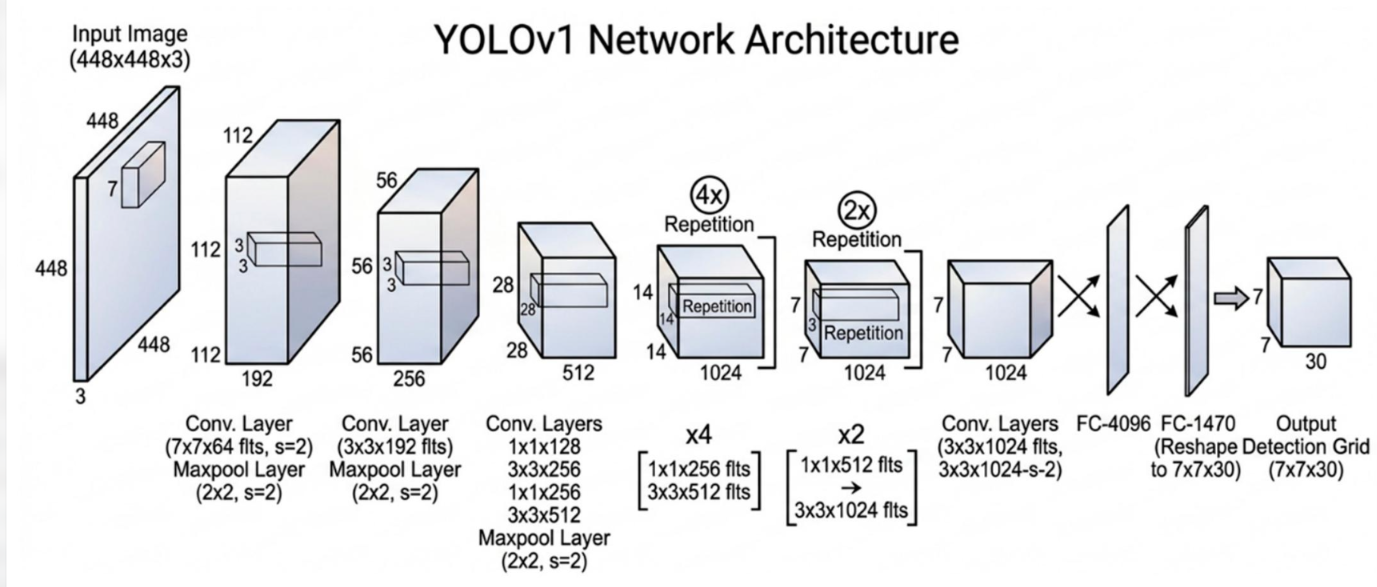 YOLOv1 Network Architecture
Input Image
(448x448x3)
448
7
448
448
3
112
112
3
3
112
192
56
56
3
3
56
256
28
28
28
512
4x
Repetition
14
14
Repetition
14
1024
2x
Repetition
7
3
Repetition
7
1024
7
7
1024
7
7
30
Conv. Layer
(7x7x64 flts, s=2)
Maxpool Layer
(2x2, s=2)
Conv. Layer
(3x3x192 flts)
Maxpool Layer
(2x2, s=2)
Conv. Layers
1x1x128
3x3x256
1x1x256
3x3x512
Maxpool Layer
(2x2, s=2)
x4
1x1x256 flts
3x3x512 flts
x2
1x1x512 flts
→
3x3x1024 flts
Conv. Layers
(3x3x1024 flts,
3x3x1024-s-2)
FC-4096
FC-1470
(Reshape
to 7x7x30)
Output
Detection Grid
(7x7x30)